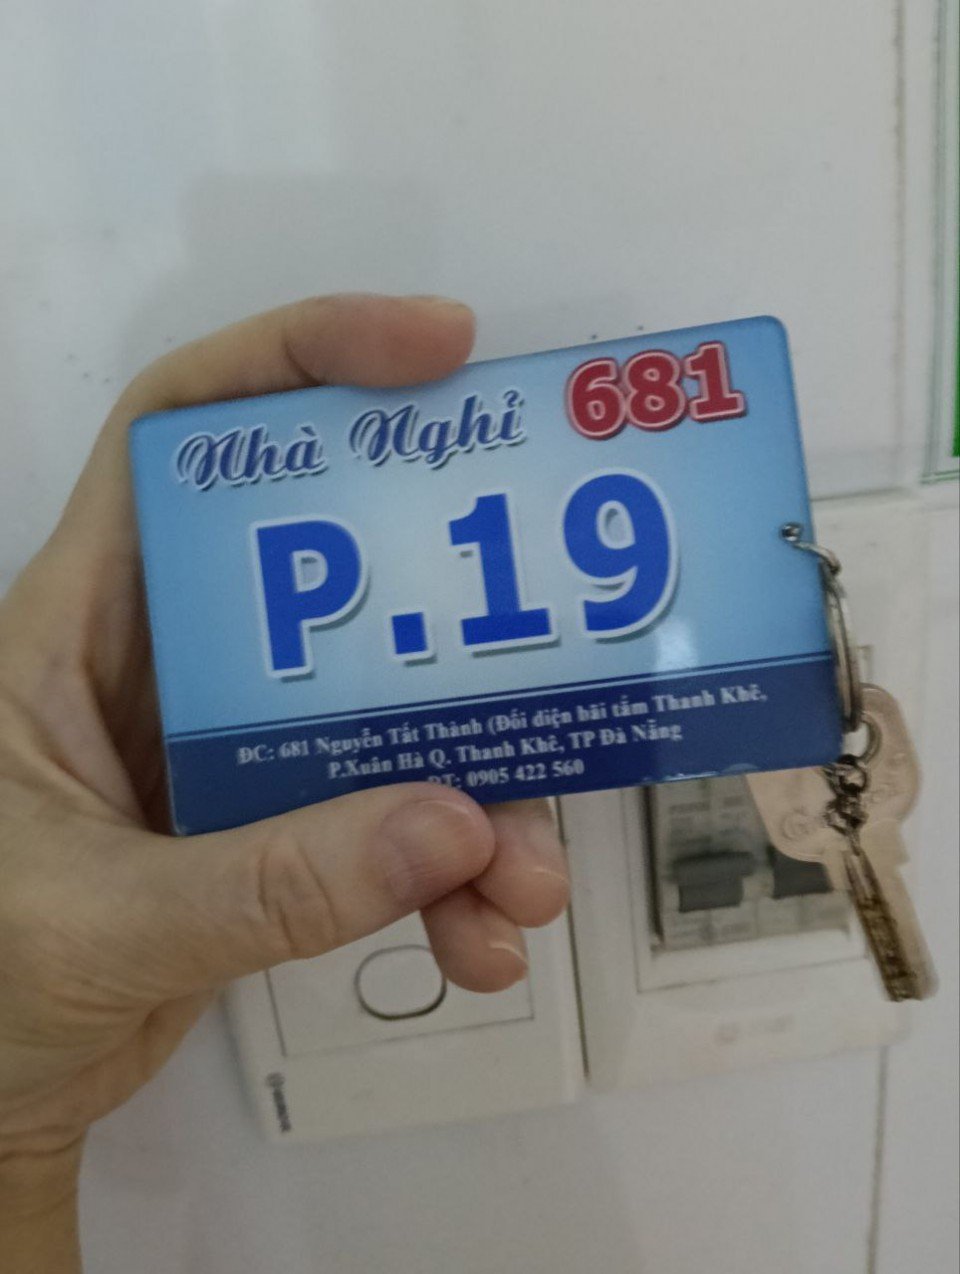 Nhà Nghỉ 681
P.19
ĐC: 681 Nguyễn Tất Thành (Đối diện bãi tắm Thanh Khê,
P.Xuân Hà Q. Thanh Khê, TP Đà Nẵng
ĐT: 0905 422 560